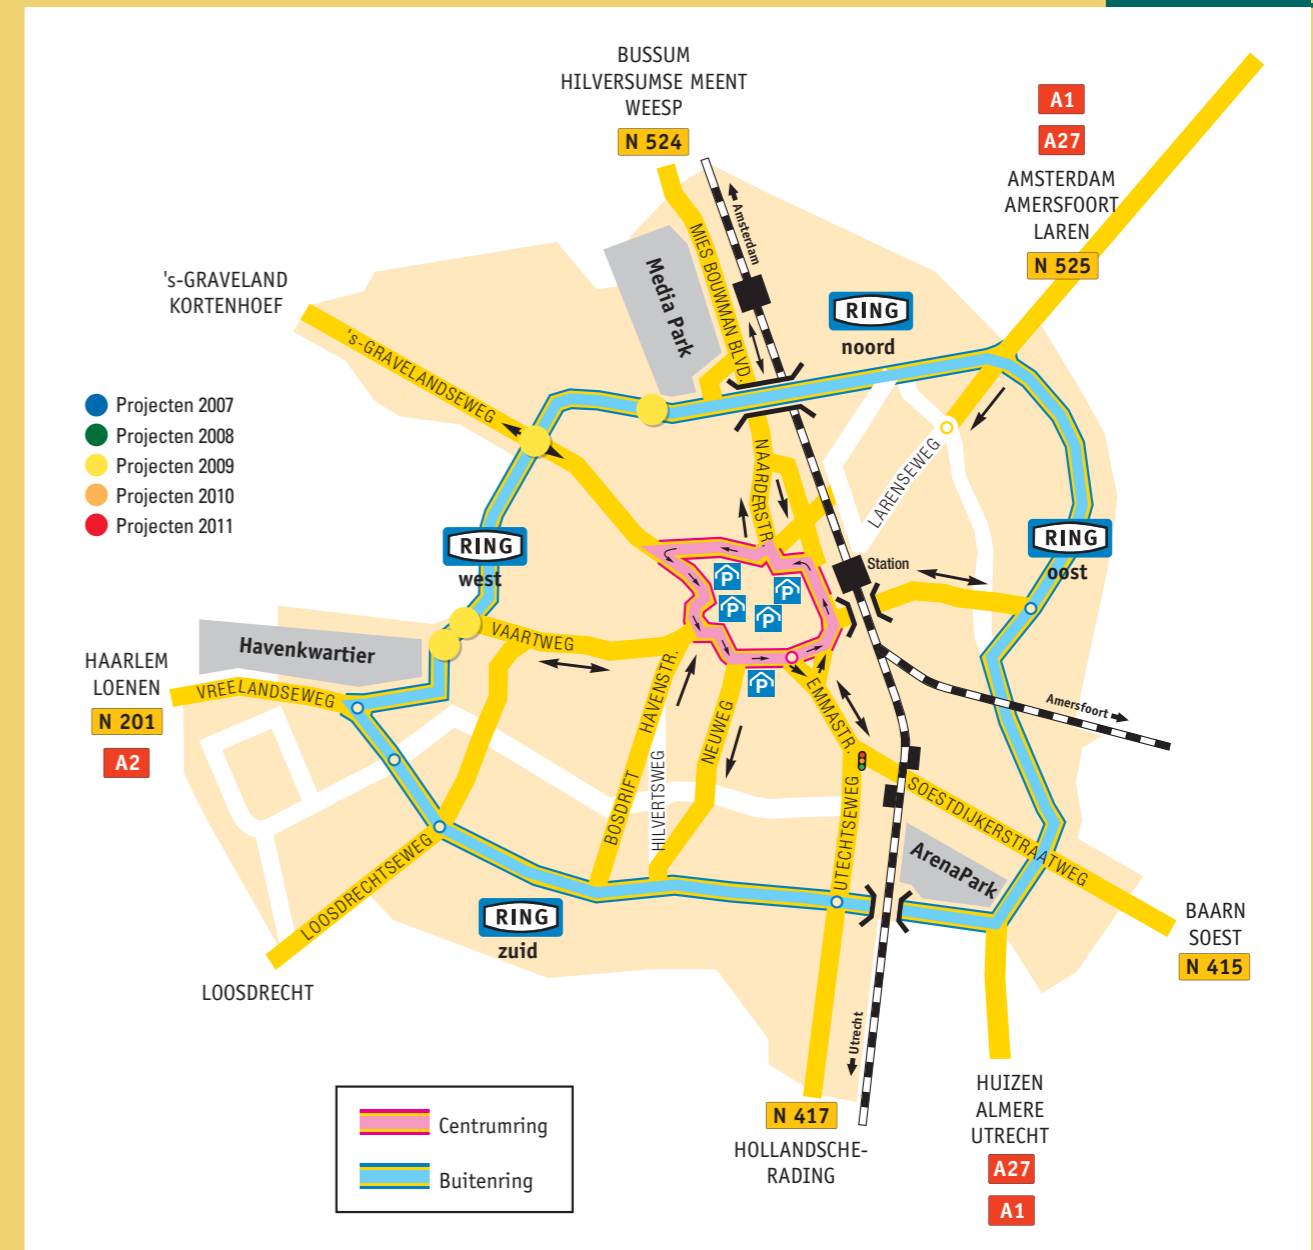 BUSSUM
HILVERSUMSE MEENT
WEESP
N 524
A1
A27
AMSTERDAM
AMERSFOORT
LAREN
N 525
's-GRAVELAND
KORTENHOEF
Amsterdam
MIES BOUWMAN BLVD.
Media Park
RING
noord
's-GRAVELANDSEWEG
Projecten 2007
Projecten 2008
Projecten 2009
Projecten 2010
Projecten 2011
NAARDERSTR.
LARENSEWEG
RING
west
RING
oost
Station
P
P
P
P
P
Havenkwartier
VAARTWEG
HAARLEM
LOENEN
N 201
A2
VREELANDSEWEG
HAVENSTR.
BOSDRIFT
HILVERTSWEG
NEUWEG
EMMASTR.
UTECHTSEWEG
SOESTDIJKERSTRAATWEG
Amersfoort
ArenaPark
LOOSDRECHTSEWEG
LOOSDRECHT
RING
zuid
BAARN
SOEST
N 415
Utrecht
N 417
HOLLANDSCHE-
RADING
HUIZEN
ALMERE
UTRECHT
A27
A1
Centrumring
Buitenring